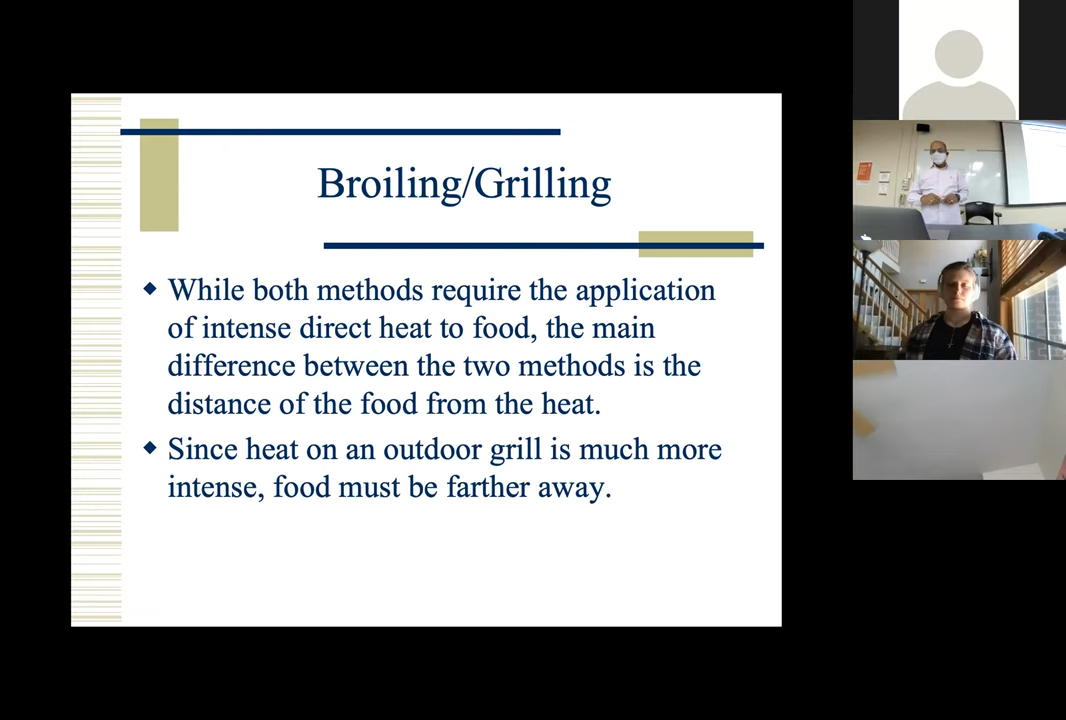 Broiling/Grilling
While both methods require the application
of intense direct heat to food, the main
difference between the two methods is the
distance of the food from the heat.
Since heat on an outdoor grill is much more
intense, food must be farther away.